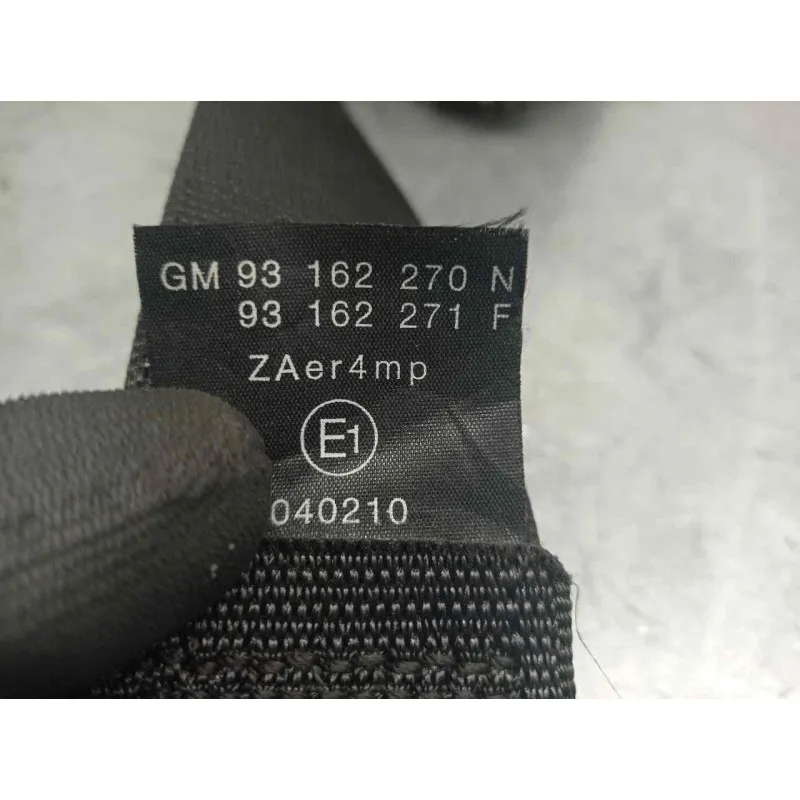 GM 93 162 270 N
93 162 271 F
ZAer4mp
E1
040210